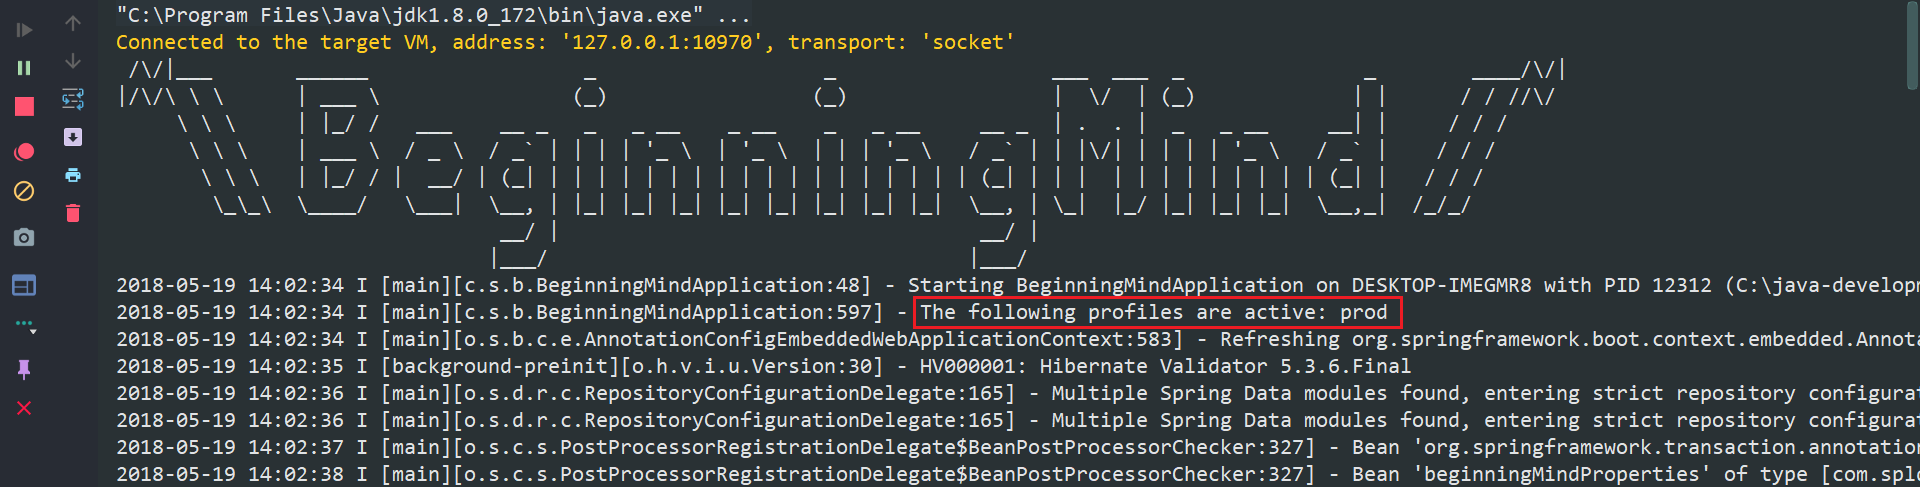 "C:\Program Files\Java\jdk1.8.0_172\bin\java.exe" ...
Connected to the target VM, address: '127.0.0.1:10970', transport: 'socket'
BeginningMind
2018-05-19 14:02:34 I [main][c.s.b.BeginningMindApplication:48] - Starting BeginningMindApplication on DESKTOP-IMEGMR8 with PID 12312 (C:\java-develop
2018-05-19 14:02:34 I [main][c.s.b.BeginningMindApplication:597] - The following profiles are active: prod
2018-05-19 14:02:34 I [main][o.s.b.c.e.AnnotationConfigEmbeddedWebApplicationContext:583] - Refreshing org.springframework.boot.context.embedded.Annota
2018-05-19 14:02:35 I [background-preinit][o.h.v.i.u.Version:30] - HV000001: Hibernate Validator 5.3.6.Final
2018-05-19 14:02:36 I [main][o.s.d.r.c.RepositoryConfigurationDelegate:165] - Multiple Spring Data modules found, entering strict repository configurat
2018-05-19 14:02:36 I [main][o.s.d.r.c.RepositoryConfigurationDelegate:165] - Multiple Spring Data modules found, entering strict repository configurat
2018-05-19 14:02:37 I [main][o.s.c.s.PostProcessorRegistrationDelegate$BeanPostProcessorChecker:327] - Bean 'org.springframework.transaction.annotation
2018-05-19 14:02:38 I [main][o.s.c.s.PostProcessorRegistrationDelegate$BeanPostProcessorChecker:327] - Bean 'beginningMindProperties' of type [com.splo